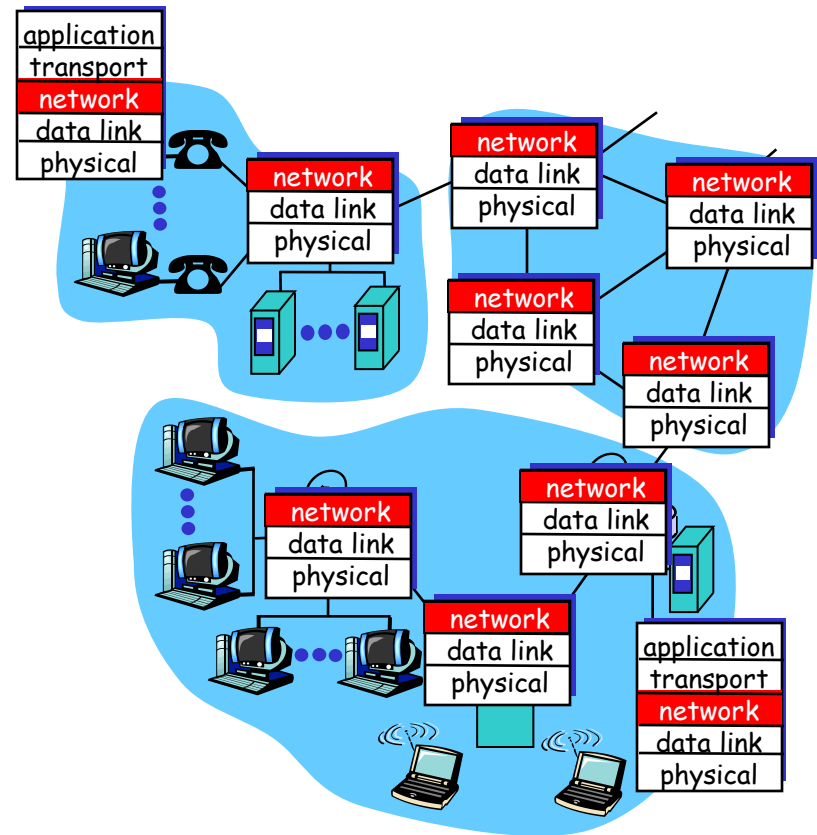 application
transport
network
data link
physical
network
data link
physical
network
data link
physical
network
data link
physical
network
data link
physical
network
data link
physical
network
data link
physical
network
data link
physical
network
data link
physical
application
transport
network
data link
physical